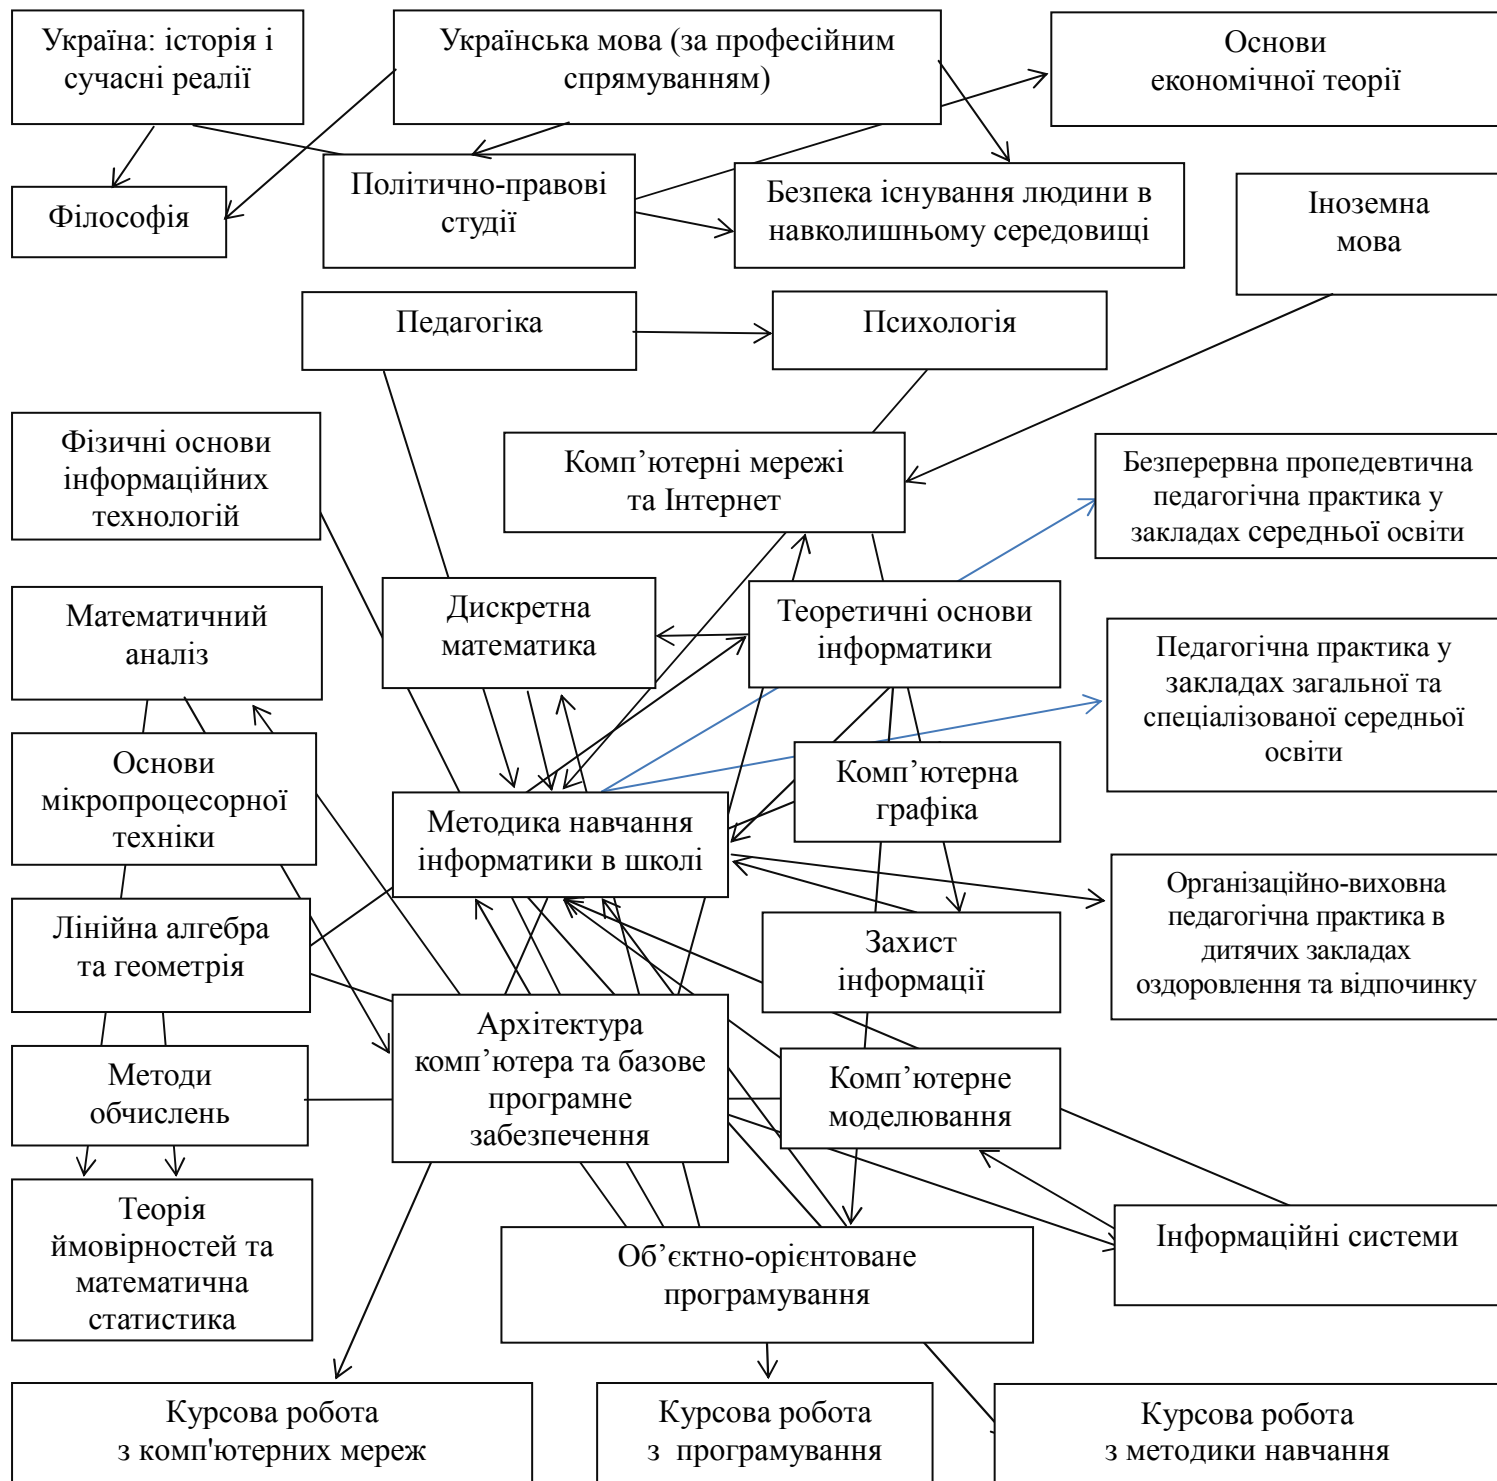 Україна: історія і
сучасні реалії
Українська мова (за професійним
спрямуванням)
Основи
економічної теорії
Філософія
Політично-правові
студії
Безпека існування людини в
навколишньому середовищі
Іноземна
мова
Педагогіка
Психологія
Фізичні основи
інформаційних
технологій
Комп’ютерні мережі
та Інтернет
Безперервна пропедевтична
педагогічна практика у
закладах середньої освіти
Математичний
аналіз
Дискретна
математика
Теоретичні основи
інформатики
Педагогічна практика у
закладах загальної та
спеціалізованої середньої
освіти
Основи
мікропроцесорної
техніки
Методика навчання
інформатики в школі
Комп’ютерна
графіка
Організаційно-виховна
педагогічна практика в
дитячих закладах
оздоровлення та відпочинку
Лінійна алгебра
та геометрія
Захист
інформації
Архітектура
комп’ютера та базове
програмне
забезпечення
Методи
обчислень
Комп’ютерне
моделювання
Теорія
ймовірностей та
математична
статистика
Об’єктно-орієнтоване
програмування
Інформаційні системи
Курсова робота
з комп'ютерних мереж
Курсова робота
з програмування
Курсова робота
з методики навчання